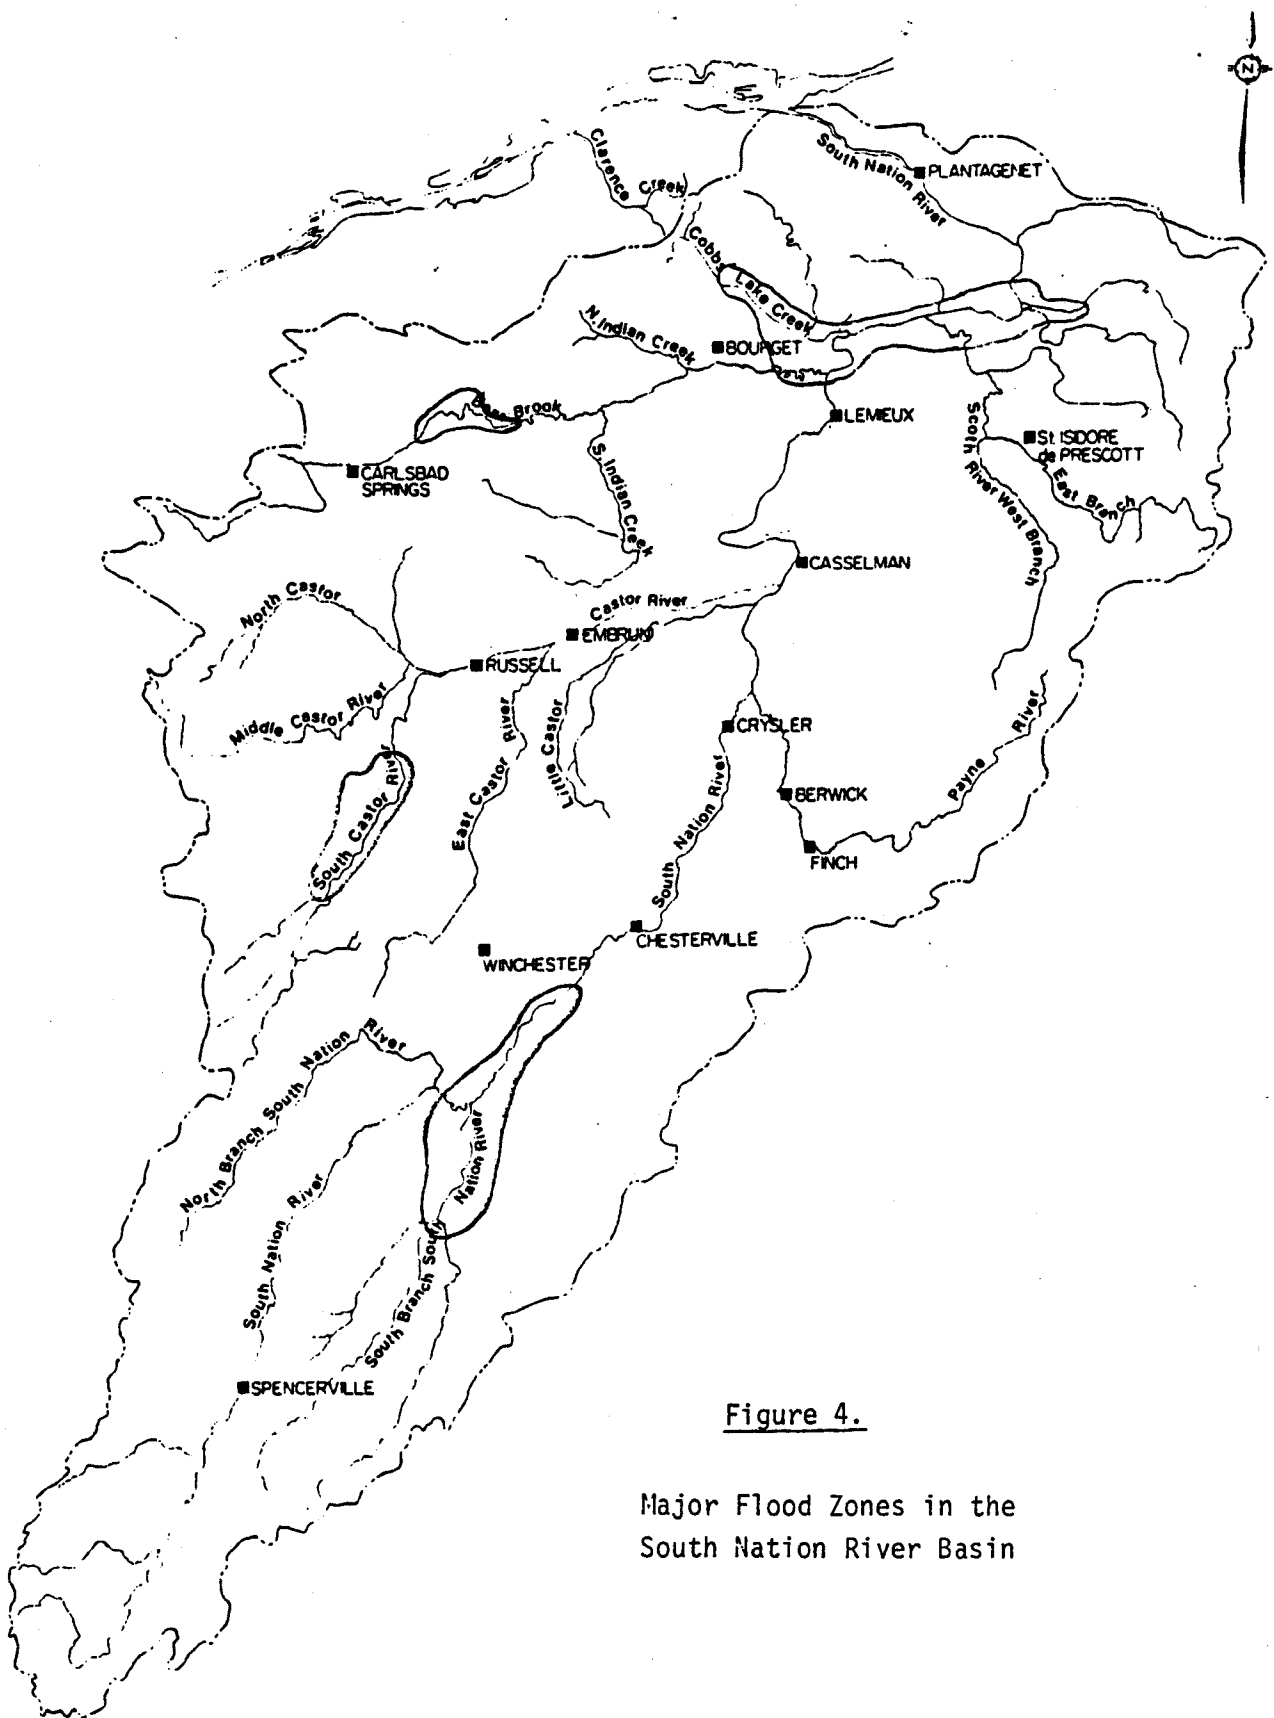 N
Clarence
Creek
South Nation River
PLANTAGENET
Cobbs
Lake Creek
N. Indian Creek
BOURGET
Bear Brook
LEMIEUX
CARLSBAD
SPRINGS
S. Indian Creek
St. ISIDORE
de PRESCOTT
Scoth River West Branch
East Branch
CASSELMAN
North Castor
Castor River
EMBRUN
RUSSELL
Middle Castor River
East Castor River
Little Castor
CRYSLER
South Nation River
BERWICK
Payne River
FINCH
South Castor River
CHESTERVILLE
WINCHESTER
North Branch South Nation River
South Nation River
South Branch South Nation River
SPENCERVILLE
Figure 4.
Major Flood Zones in the
South Nation River Basin